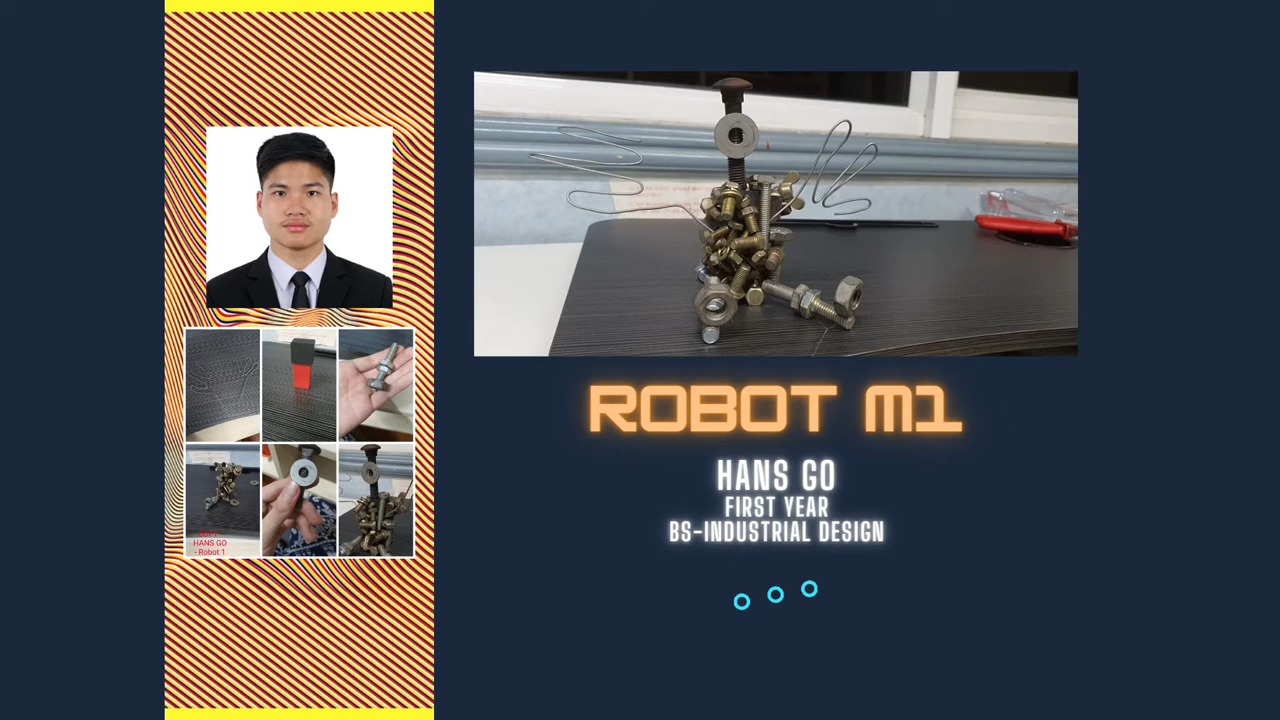 ROBOT M1
HANS GO
FIRST YEAR
BS-INDUSTRIAL DESIGN
HANS GO
- Robot 1